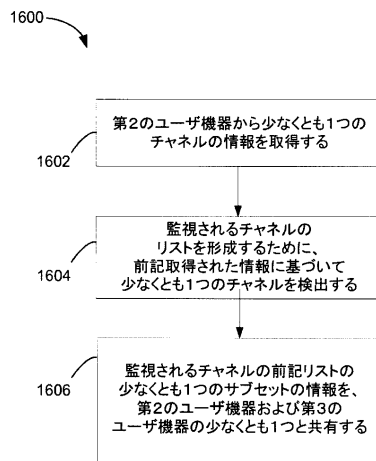 1600
第2のユーザ機器から少なくとも1つの
チャネルの情報を取得する
1602
監視されるチャネルの
リストを形成するために、
前記取得された情報に基づいて
少なくとも1つのチャネルを検出する
1604
監視されるチャネルの前記リストの
少なくとも1つのサブセットの情報を、
第2のユーザ機器および第3の
ユーザ機器の少なくとも1つと共有する
1606